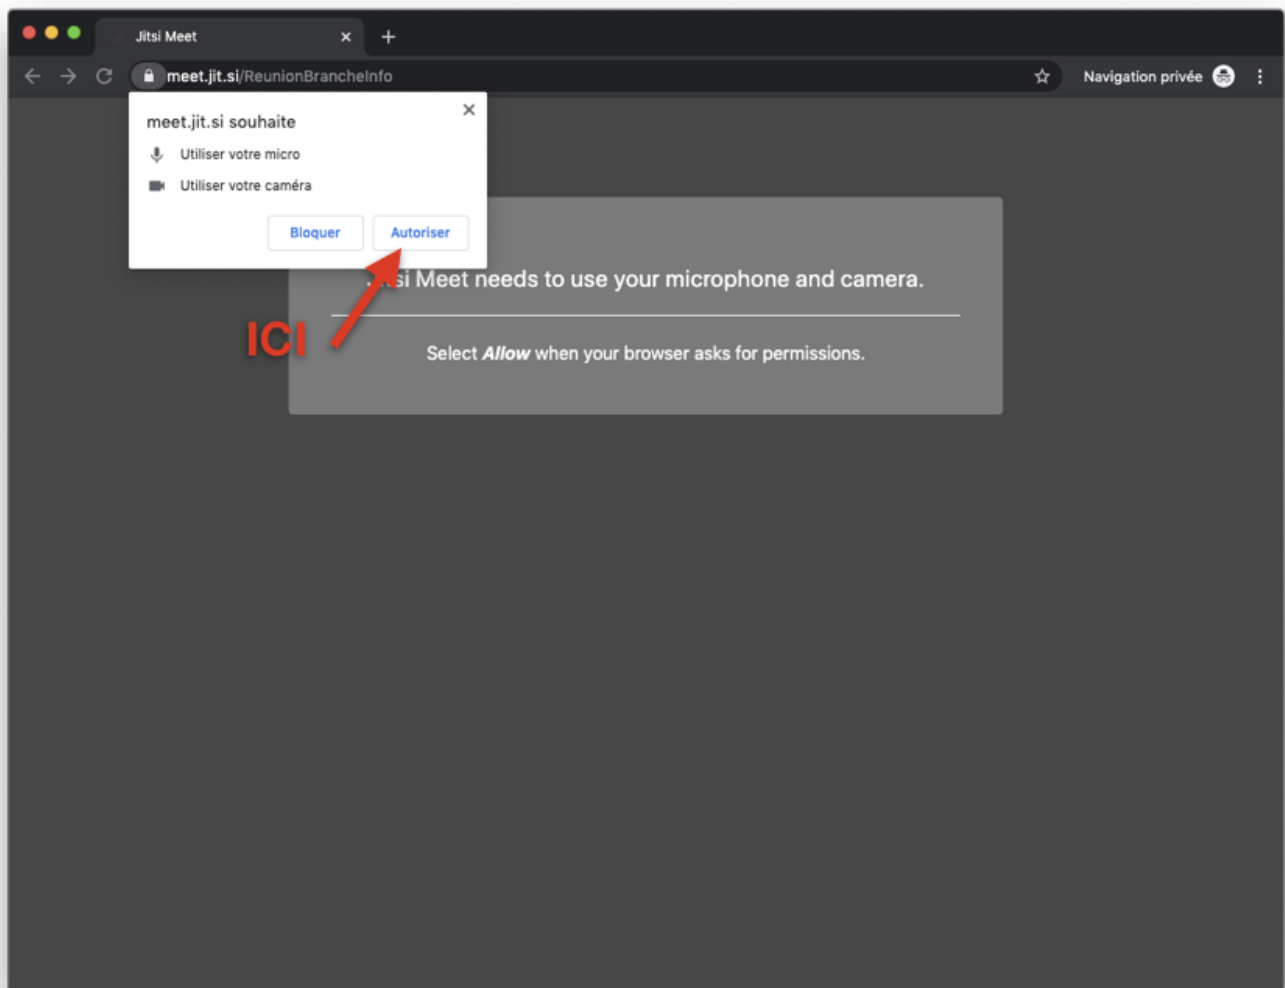 Jitsi Meet
meet.jit.si/ReunionBrancheInfo
Navigation privée
meet.jit.si souhaite
Utiliser votre micro
Utiliser votre caméra
Bloquer
Autoriser
Jitsi Meet needs to use your microphone and camera.
ICI
Select Allow when your browser asks for permissions.